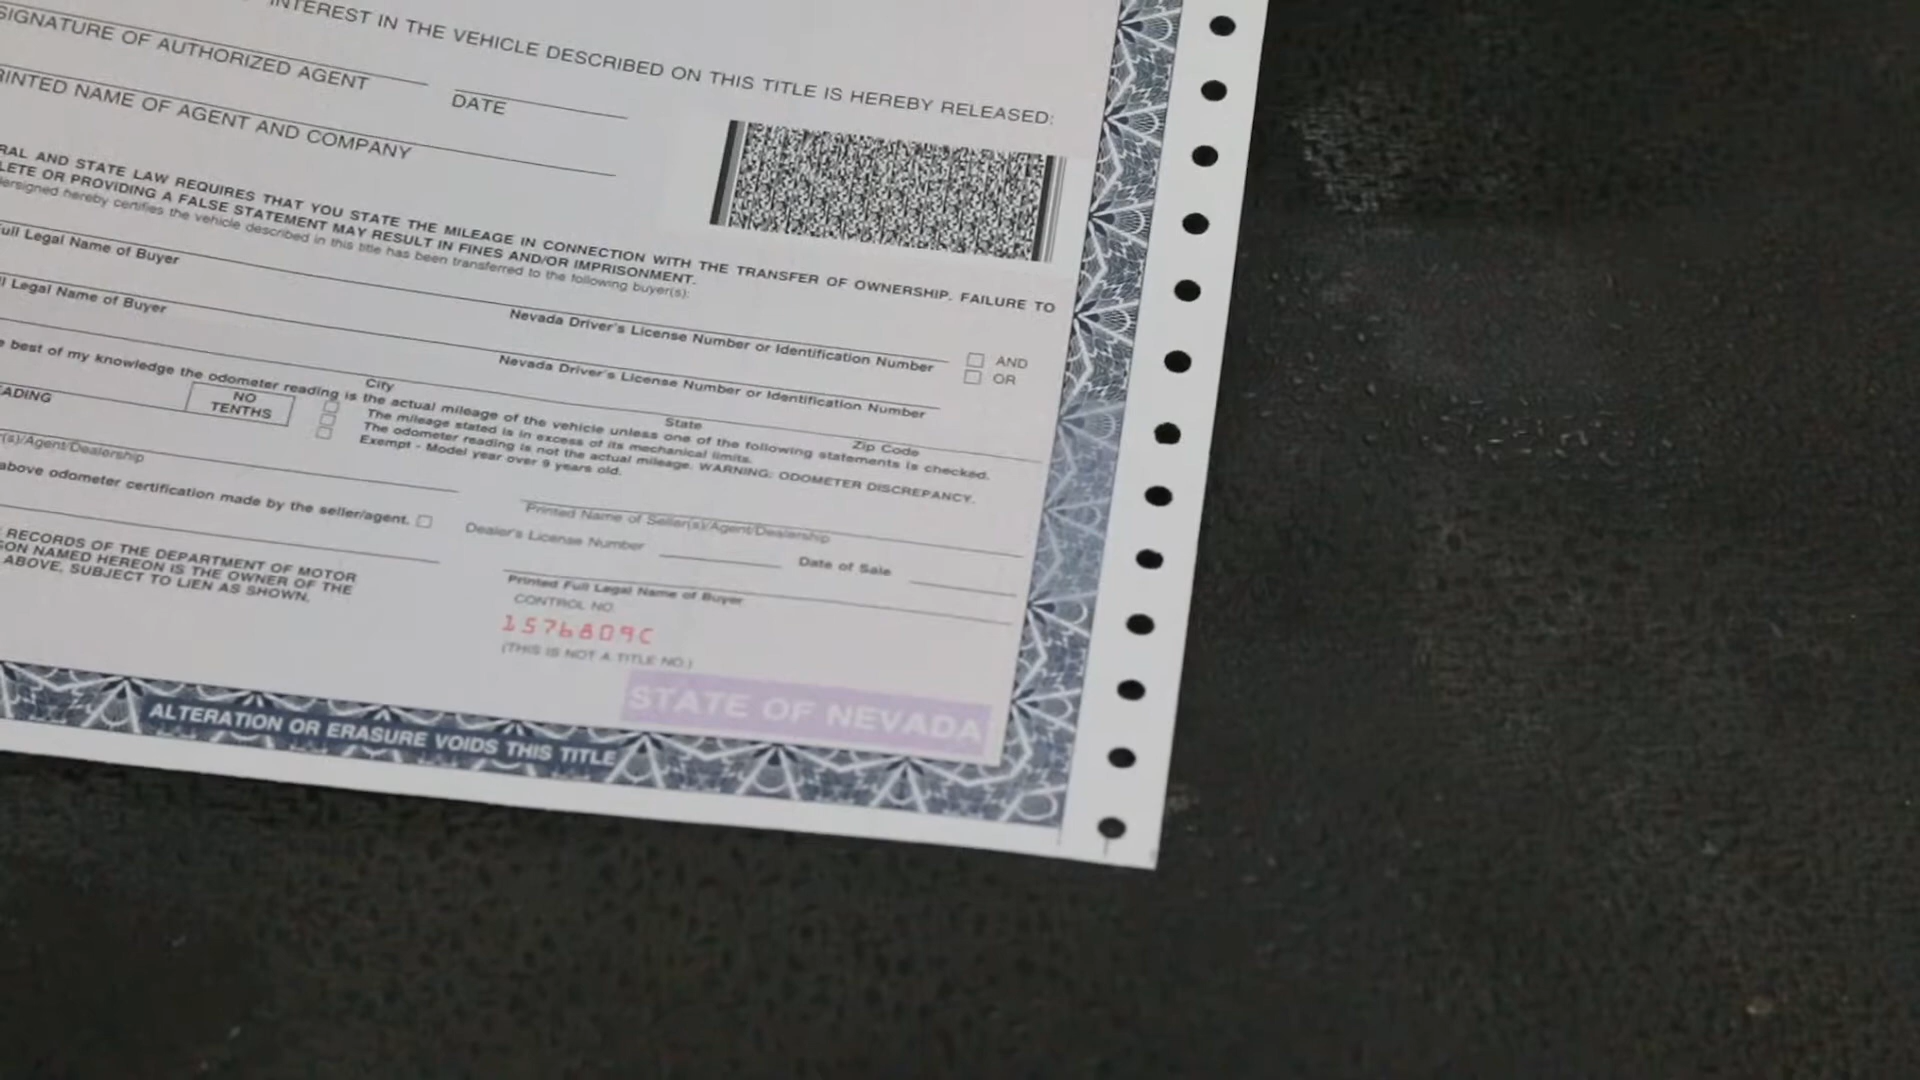 INTEREST IN THE VEHICLE DESCRIBED ON THIS TITLE IS HEREBY RELEASED:
SIGNATURE OF AUTHORIZED AGENT
DATE
RINTED NAME OF AGENT AND COMPANY
RAL AND STATE LAW REQUIRES THAT YOU STATE THE MILEAGE IN CONNECTION WITH THE TRANSFER OF OWNERSHIP. FAILURE TO
LETE OR PROVIDING A FALSE STATEMENT MAY RESULT IN FINES AND/OR IMPRISONMENT.
dersigned hereby certifies the vehicle described in this title has been transferred to the following buyer(s):
ull Legal Name of Buyer
Nevada Driver's License Number or Identification Number
AND
OR
l Legal Name of Buyer
Nevada Driver's License Number or Identification Number
City
State
Zip Code
e best of my knowledge the odometer reading is the actual mileage of the vehicle unless one of the following statements is checked.
EADING
NO
TENTHS
The mileage stated is in excess of its mechanical limits.
The odometer reading is not the actual mileage. WARNING: ODOMETER DISCREPANCY.
Exempt - Model year over 9 years old.
r(s)/Agent/Dealership
Printed Name of Seller(s)/Agent/Dealership
above odometer certification made by the seller/agent.
Dealer's License Number
Date of Sale
Printed Full Legal Name of Buyer
RECORDS OF THE DEPARTMENT OF MOTOR
SON NAMED HEREON IS THE OWNER OF THE
ABOVE, SUBJECT TO LIEN AS SHOWN.
CONTROL NO.
1576809C
(THIS IS NOT A TITLE NO.)
STATE OF NEVADA
ALTERATION OR ERASURE VOIDS THIS TITLE